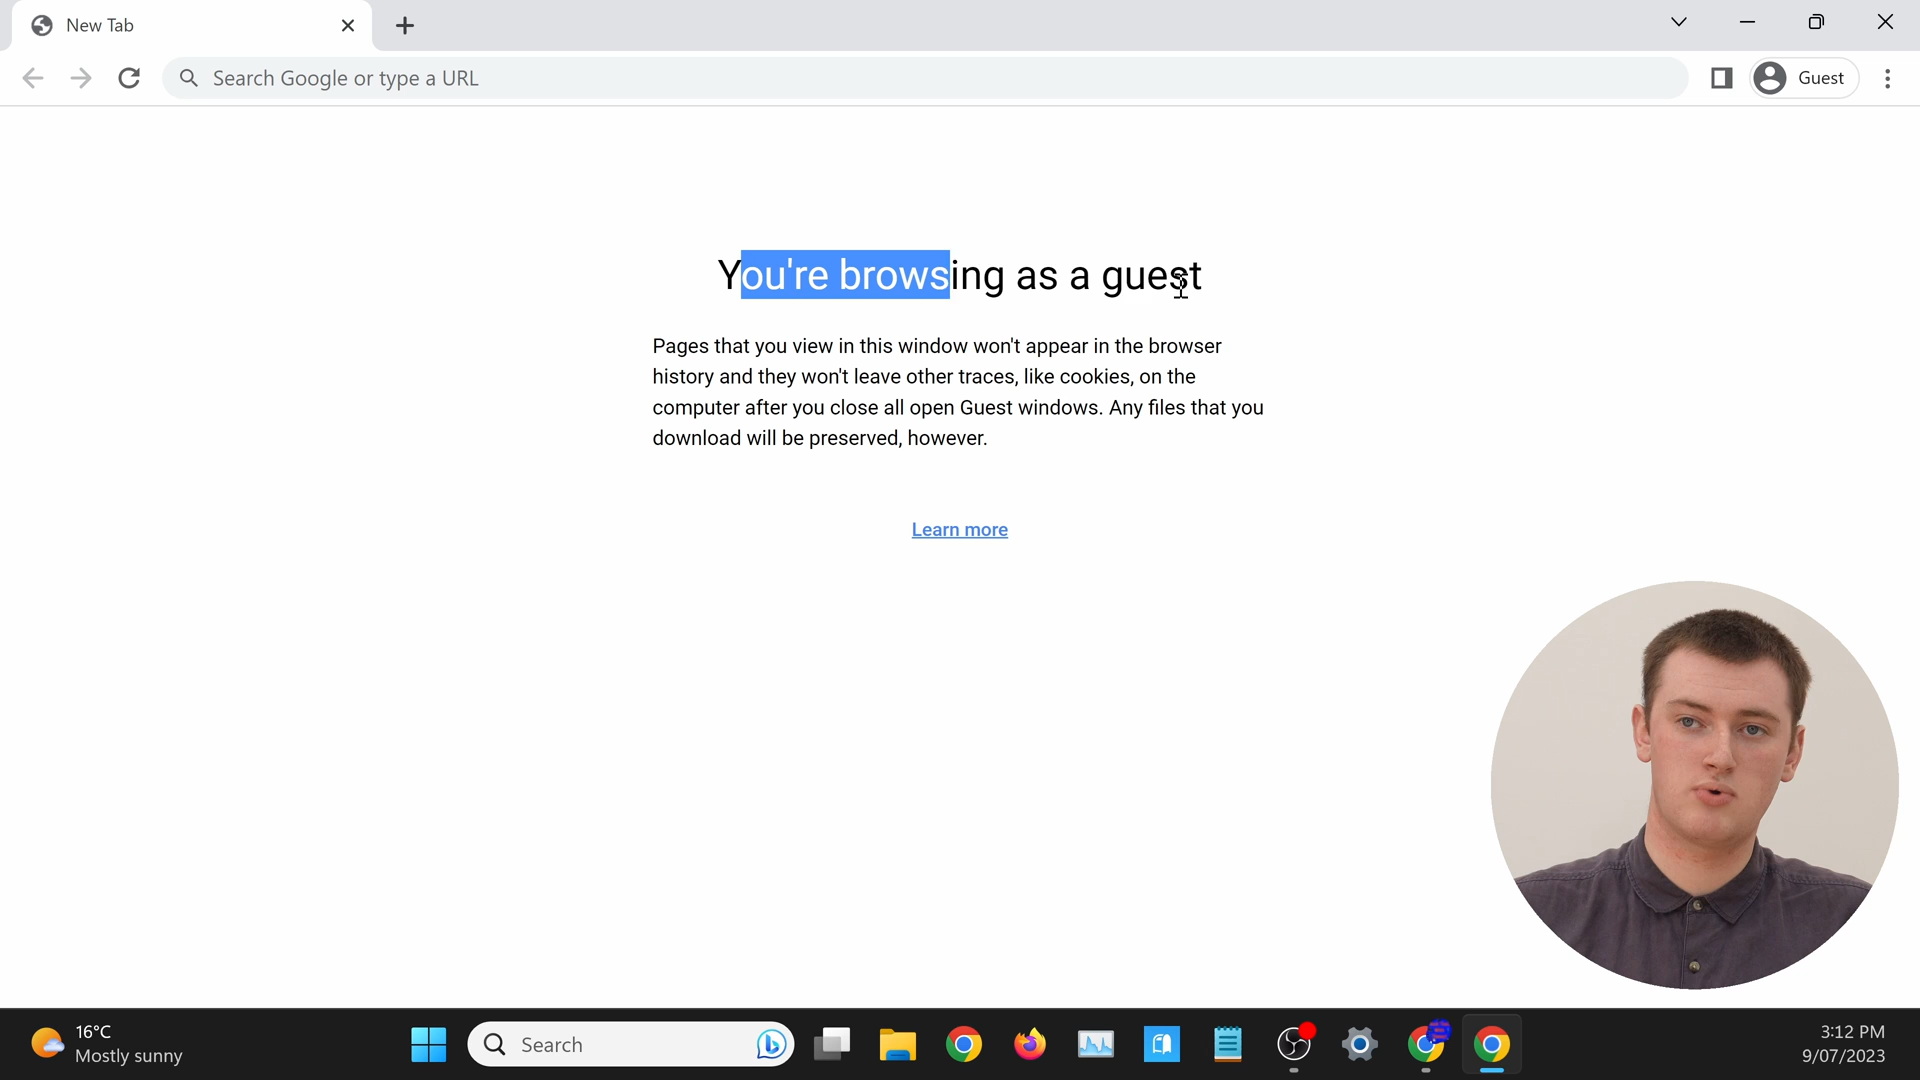 New Tab
Search Google or type a URL
Guest
You're browsing as a guest
Pages that you view in this window won't appear in the browser
history and they won't leave other traces, like cookies, on the
computer after you close all open Guest windows. Any files that you
download will be preserved, however.
Learn more
16°C
Mostly sunny
Search
3:12 PM
9/07/2023